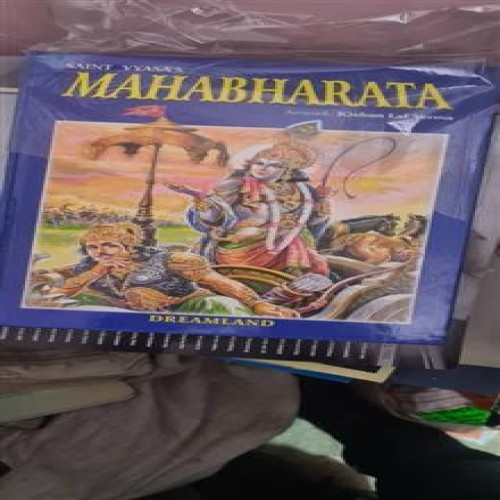 SAINT VYASA'S
MAHABHARATA
Kishan Lal Verma
DREAMLAND